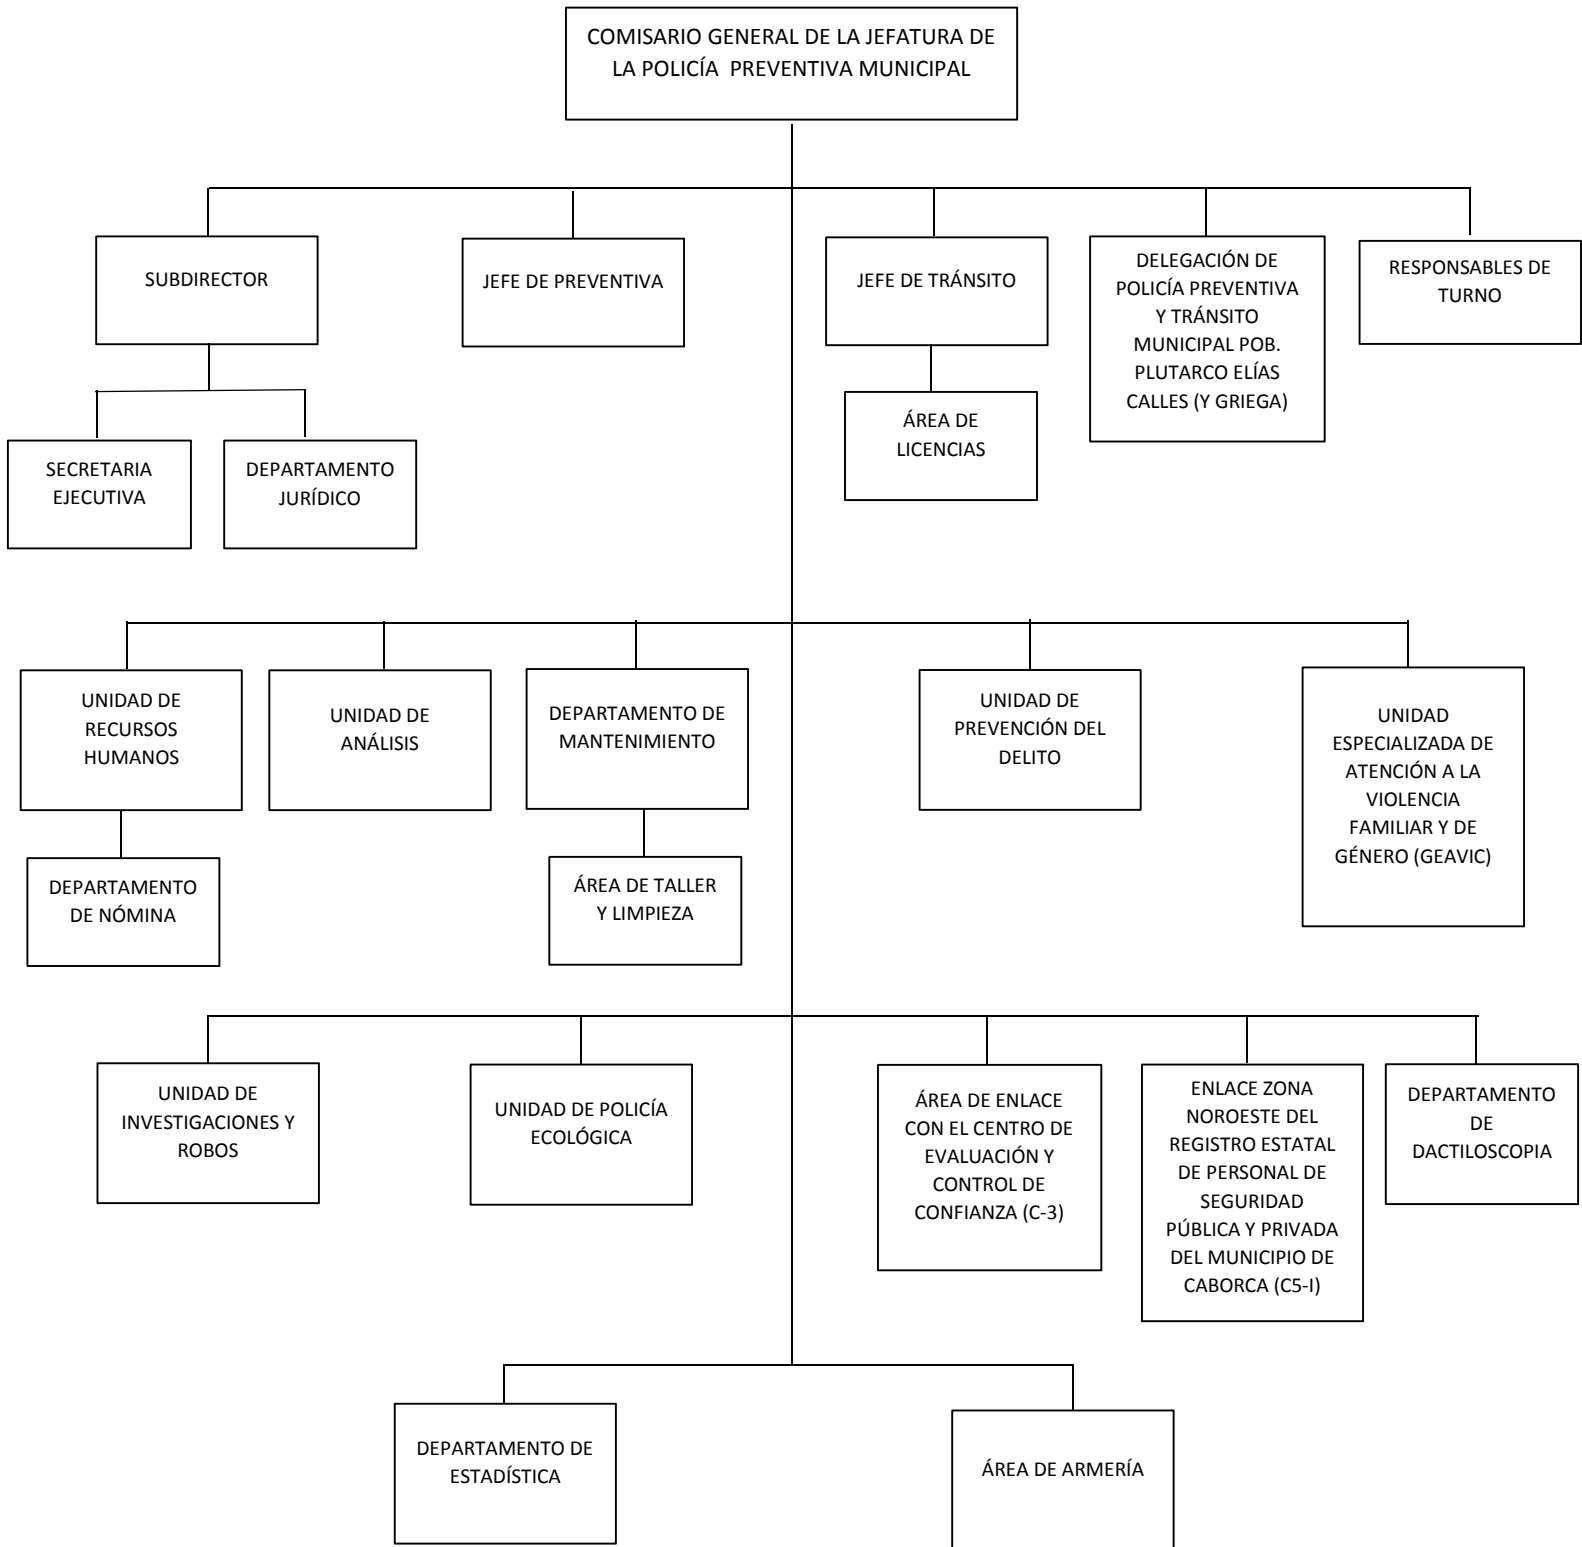 COMISARIO GENERAL DE LA JEFATURA DE
LA POLICÍA PREVENTIVA MUNICIPAL
SUBDIRECTOR
JEFE DE PREVENTIVA
JEFE DE TRÁNSITO
DELEGACIÓN DE
POLICÍA PREVENTIVA
Y TRÁNSITO
MUNICIPAL POB.
PLUTARCO ELÍAS
CALLES (Y GRIEGA)
RESPONSABLES DE
TURNO
SECRETARIA
EJECUTIVA
DEPARTAMENTO
JURÍDICO
ÁREA DE
LICENCIAS
UNIDAD DE
RECURSOS
HUMANOS
UNIDAD DE
ANÁLISIS
DEPARTAMENTO DE
MANTENIMIENTO
UNIDAD DE
PREVENCIÓN DEL
DELITO
UNIDAD
ESPECIALIZADA DE
ATENCIÓN A LA
VIOLENCIA
FAMILIAR Y DE
GÉNERO (GEAVIC)
DEPARTAMENTO
DE NÓMINA
ÁREA DE TALLER
Y LIMPIEZA
UNIDAD DE
INVESTIGACIONES Y
ROBOS
UNIDAD DE POLICÍA
ECOLÓGICA
ÁREA DE ENLACE
CON EL CENTRO DE
EVALUACIÓN Y
CONTROL DE
CONFIANZA (C-3)
ENLACE ZONA
NOROESTE DEL
REGISTRO ESTATAL
DE PERSONAL DE
SEGURIDAD
PÚBLICA Y PRIVADA
DEL MUNICIPIO DE
CABORCA (C5-I)
DEPARTAMENTO
DE
DACTILOSCOPIA
DEPARTAMENTO DE
ESTADÍSTICA
ÁREA DE ARMERÍA